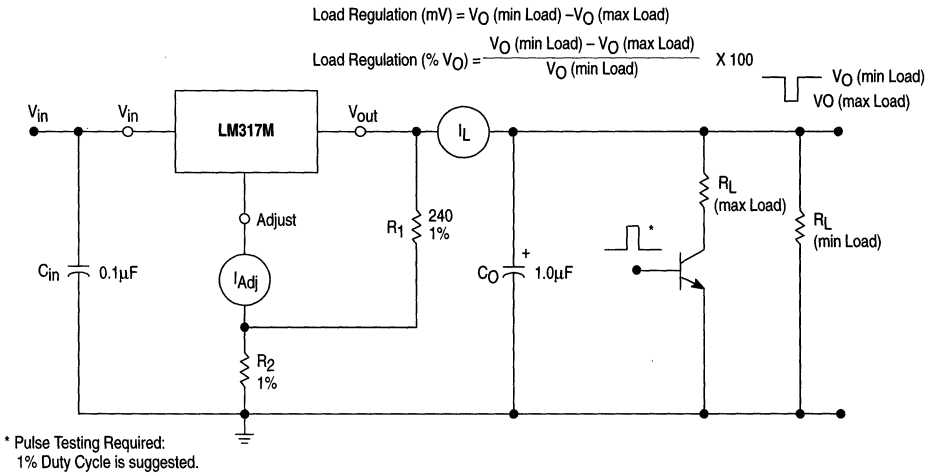 Load Regulation (mV) = VO (min Load) –VO (max Load)
Load Regulation (% VO) = VO (min Load) – VO (max Load)
VO (min Load)
X 100
VO (min Load)
VO (max Load)
Vin
Vin
LM317M
Vout
IL
Adjust
R1
240
1%
RL
(max Load)
RL
(min Load)
*
Cin
0.1µF
IAdj
CO
+
1.0µF
R2
1%
* Pulse Testing Required:
1% Duty Cycle is suggested.